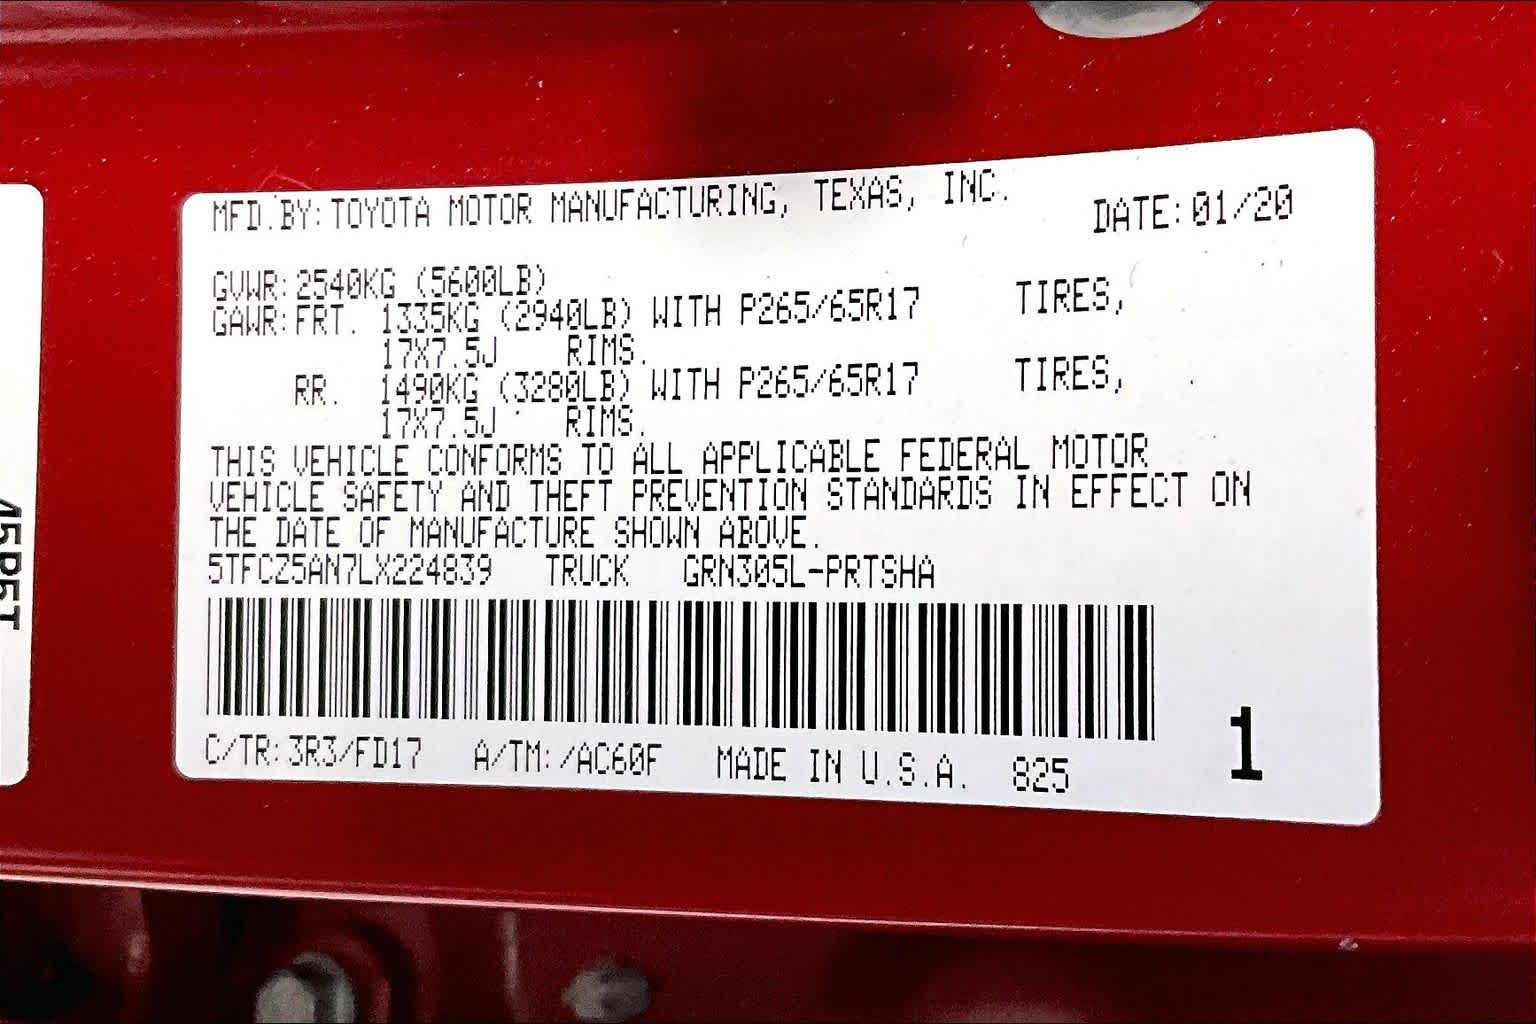 MFD.BY:TOYOTA MOTOR MANUFACTURING, TEXAS, INC. DATE:01/20
GVWR:2540KG (5600LB)
GAWR:FRT. 1335KG (2940LB) WITH P265/65R17 TIRES,
17X7.5J RIMS.
RR. 1490KG (3280LB) WITH P265/65R17 TIRES,
17X7.5J RIMS.
THIS VEHICLE CONFORMS TO ALL APPLICABLE FEDERAL MOTOR
VEHICLE SAFETY AND THEFT PREVENTION STANDARDS IN EFFECT ON
THE DATE OF MANUFACTURE SHOWN ABOVE.
5TFCZ5AN7LX224839 TRUCK GRN305L-PRTSHA
C/TR:3R3/FD17 A/TM:/AC60F MADE IN U.S.A. 825
1